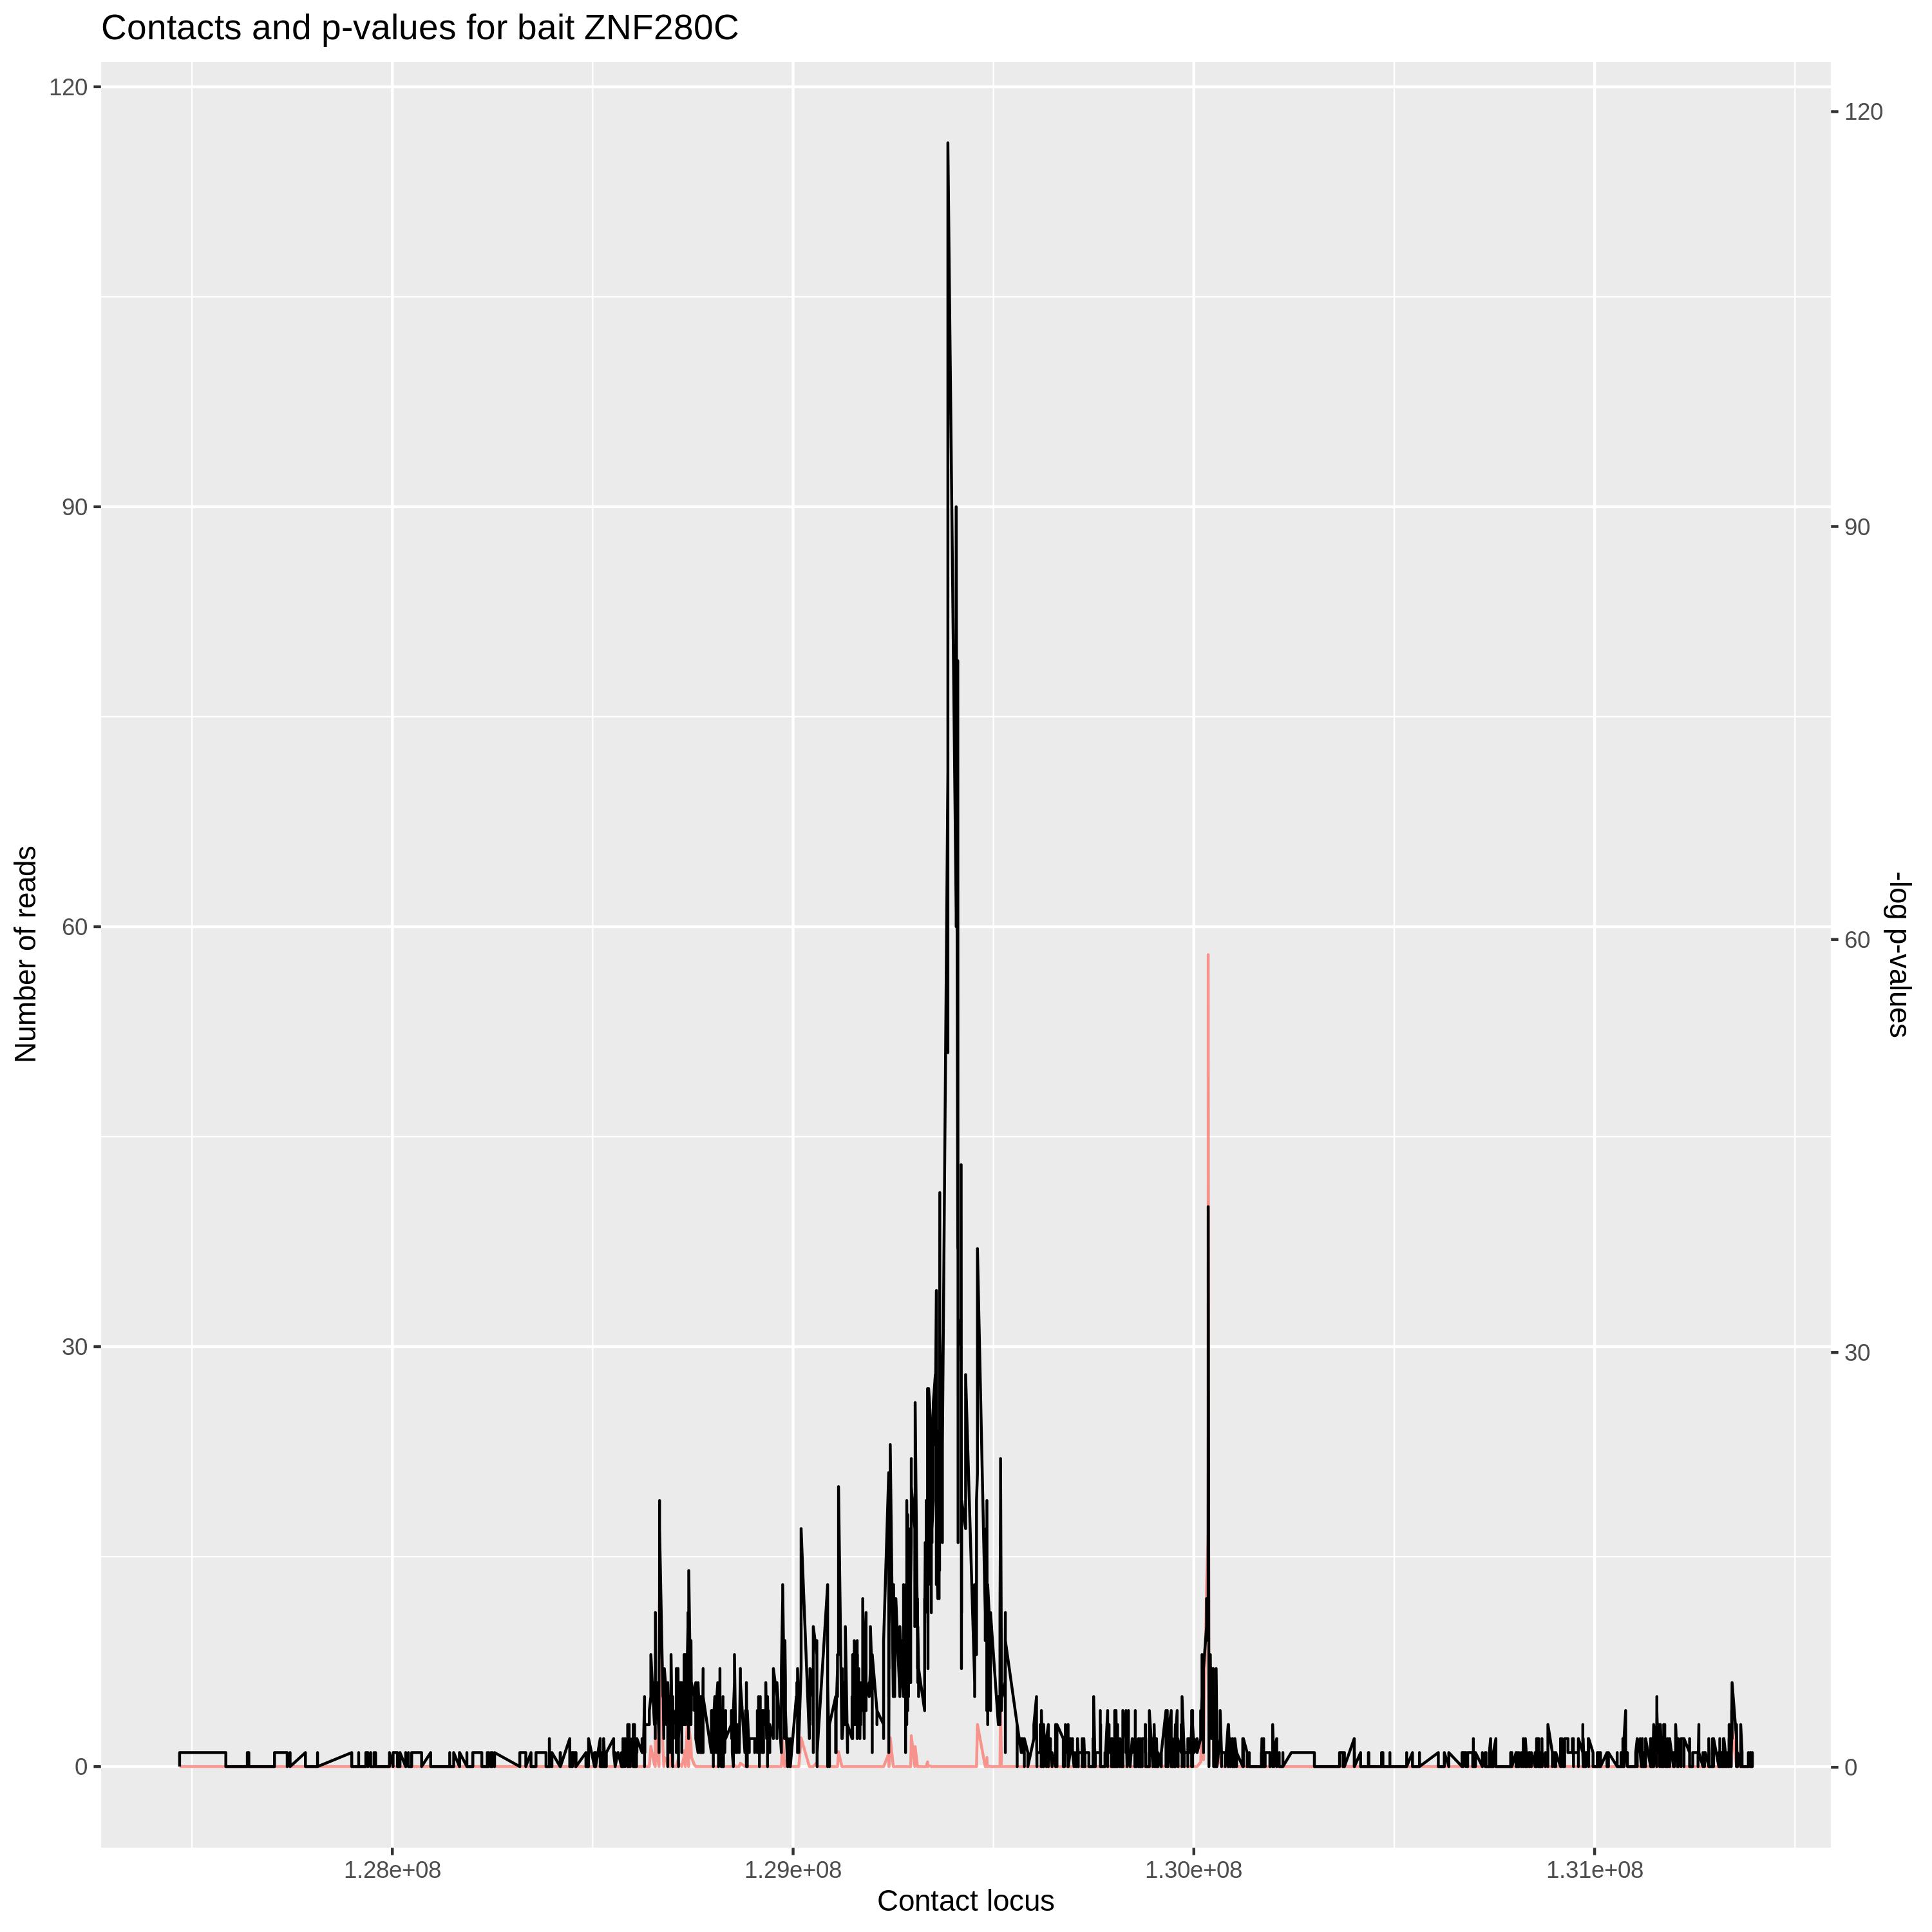 Contacts and p-values for bait ZNF280C
120
90
60
30
0
120
90
60
30
0
Number of reads
-log p-values
1.28e+08
1.29e+08
1.30e+08
1.31e+08
Contact locus